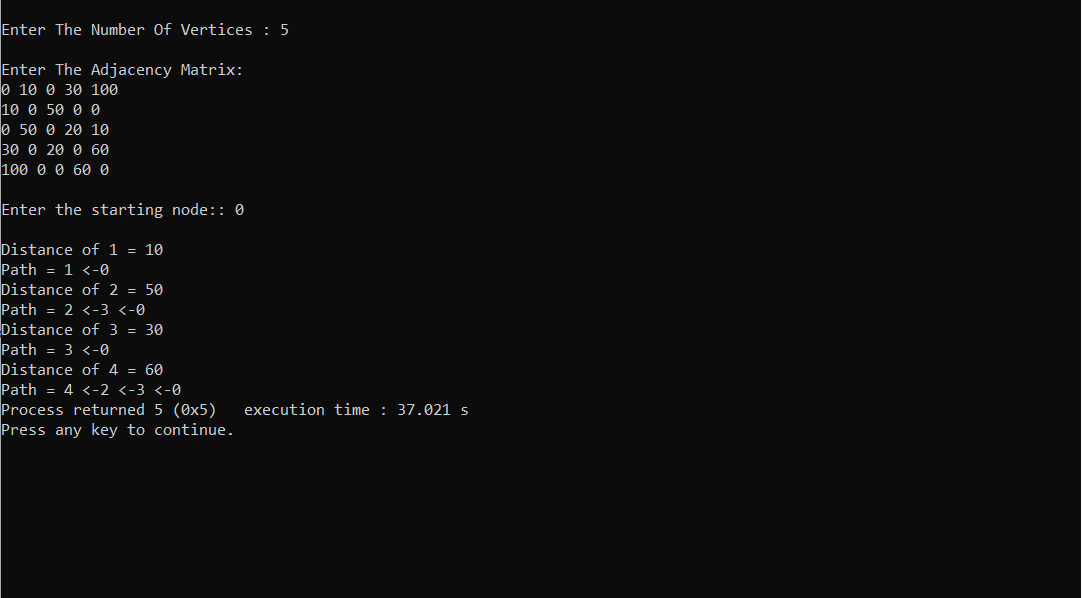 Enter The Number Of Vertices : 5
Enter The Adjacency Matrix:
0 10 0 30 100
10 0 50 0 0
0 50 0 20 10
30 0 20 0 60
100 0 0 60 0
Enter the starting node:: 0
Distance of 1 = 10
Path = 1 <-0
Distance of 2 = 50
Path = 2 <-3 <-0
Distance of 3 = 30
Path = 3 <-0
Distance of 4 = 60
Path = 4 <-2 <-3 <-0
Process returned 5 (0x5)   execution time : 37.021 s
Press any key to continue.